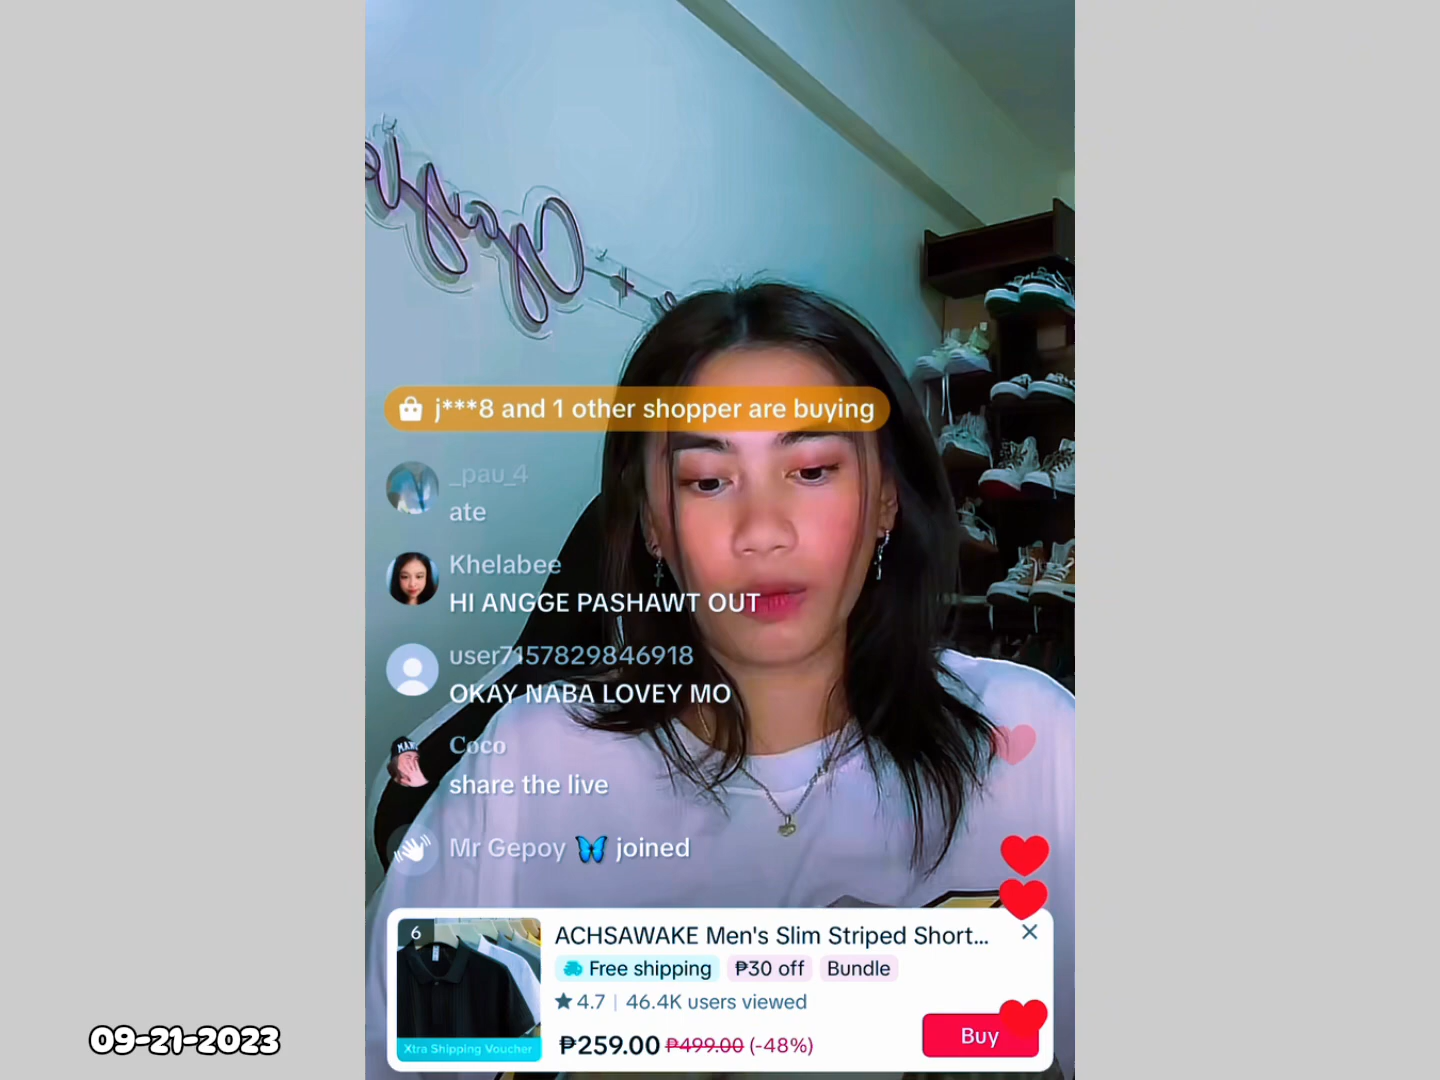 j***8 and 1 other shopper are buying
_pau_4
ate
Khelabee
HI ANGGE PASHAWT OUT
user7157829846918
OKAY NABA LOVEY MO
Coco
share the live
Mr Gepoy 🦋 joined
6
ACHSAWAKE Men's Slim Striped Short...
Free shipping
₱30 off
Bundle
4.7 | 46.4K users viewed
Xtra Shipping Voucher
₱259.00 ₱499.00 (-48%)
Buy
09-21-2023